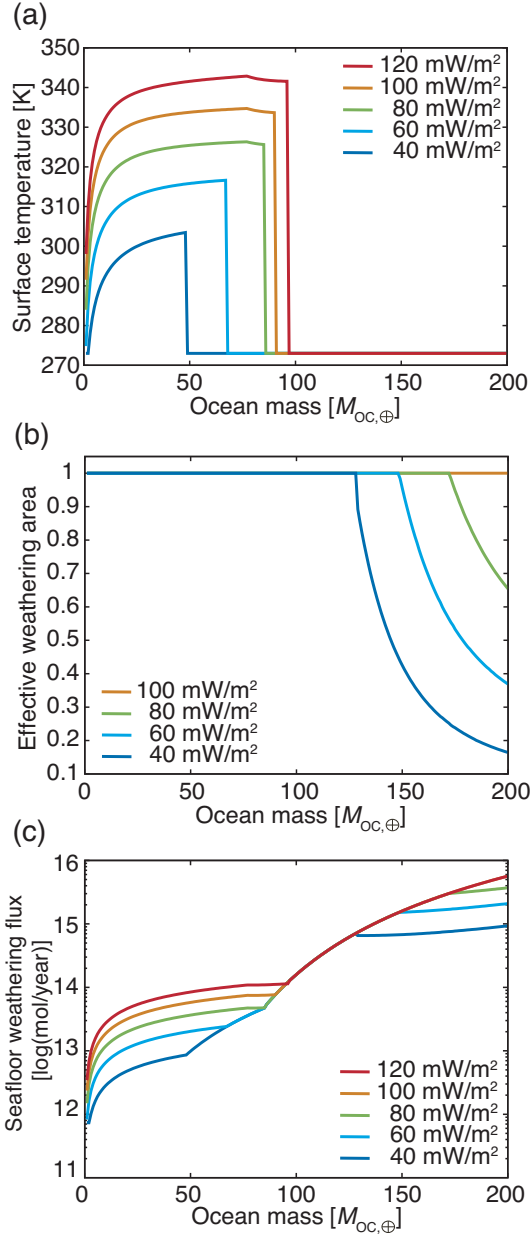 (a)
Surface temperature [K]
350
340
330
320
310
300
290
280
270
120 mW/m²
100 mW/m²
80 mW/m²
60 mW/m²
40 mW/m²
0 50 100 150 200
Ocean mass [M_OC,⊕]
(b)
Effective weathering area
1
0.9
0.8
0.7
0.6
0.5
0.4
0.3
0.2
0.1
100 mW/m²
80 mW/m²
60 mW/m²
40 mW/m²
0 50 100 150 200
Ocean mass [M_OC,⊕]
(c)
Seafloor weathering flux
[log(mol/year)]
16
15
14
13
12
11
120 mW/m²
100 mW/m²
80 mW/m²
60 mW/m²
40 mW/m²
0 50 100 150 200
Ocean mass [M_OC,⊕]